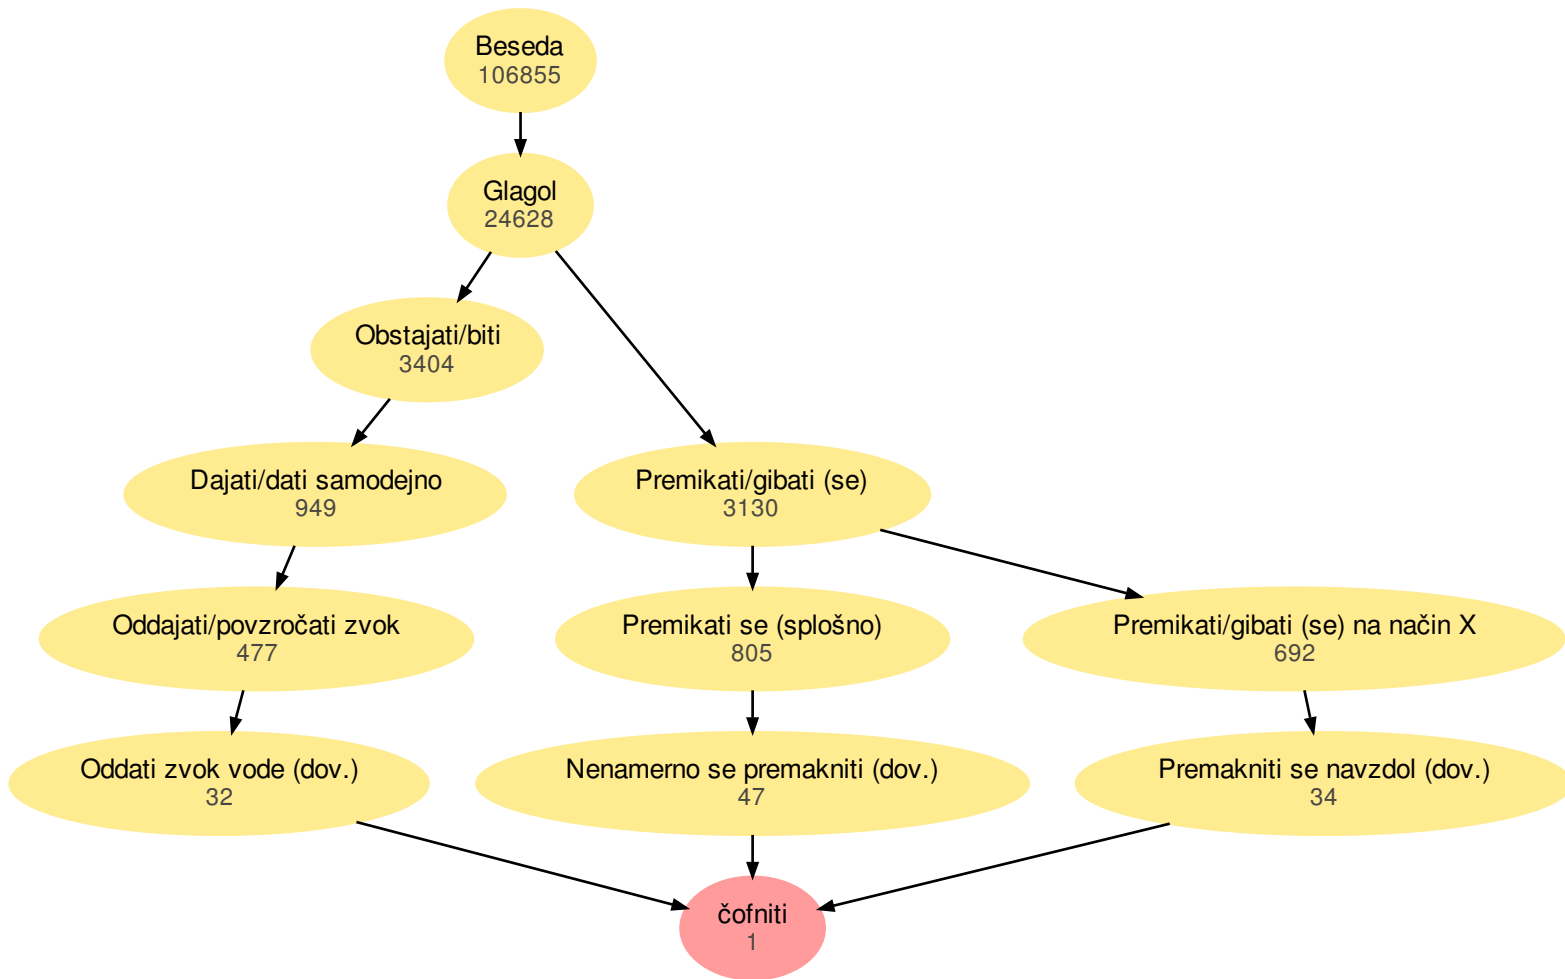 Beseda
106855
Glagol
24628
Obstajati/biti
3404
Dajati/dati samodejno
949
Premikati/gibati (se)
3130
Oddajati/povzročati zvok
477
Premikati se (splošno)
805
Premikati/gibati (se) na način X
692
Oddati zvok vode (dov.)
32
Nenamerno se premakniti (dov.)
47
Premakniti se navzdol (dov.)
34
čofniti
1